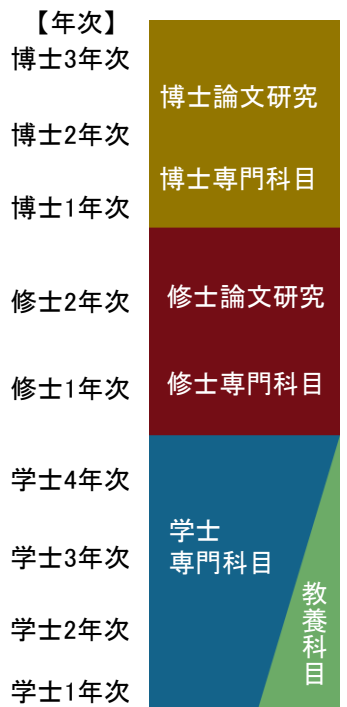 【年次】
博士3年次
博士論文研究
博士2年次
博士専門科目
博士1年次
修士2年次
修士論文研究
修士1年次
修士専門科目
学士4年次
学士
専門科目
学士3年次
教養科目
学士2年次
学士1年次